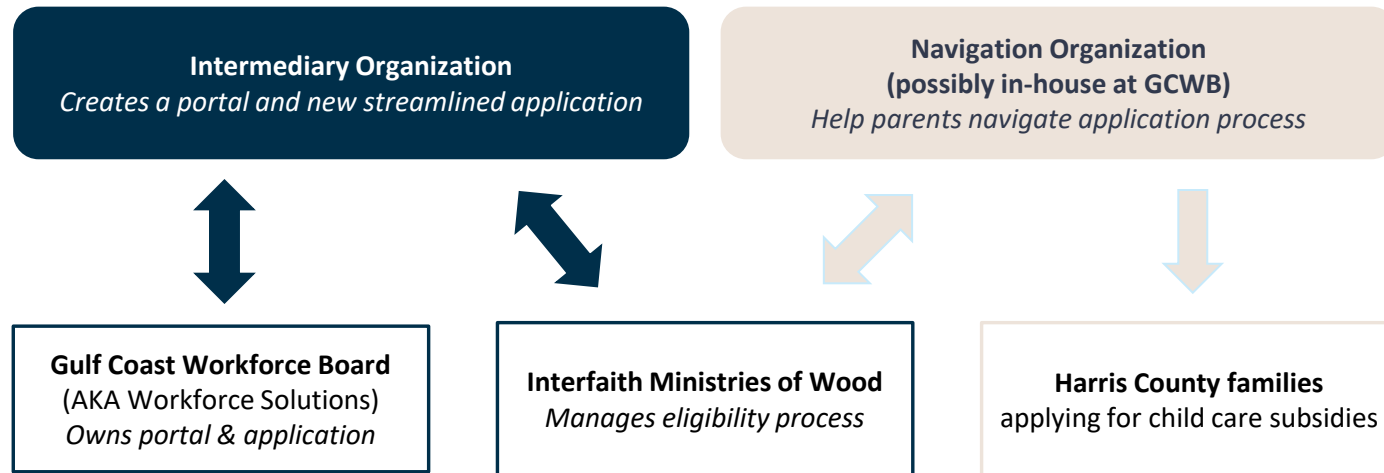 Intermediary Organization
Creates a portal and new streamlined application
Navigation Organization
(possibly in-house at GCWB)
Help parents navigate application process
Gulf Coast Workforce Board
(AKA Workforce Solutions)
Owns portal & application
Interfaith Ministries of Wood
Manages eligibility process
Harris County families
applying for child care subsidies